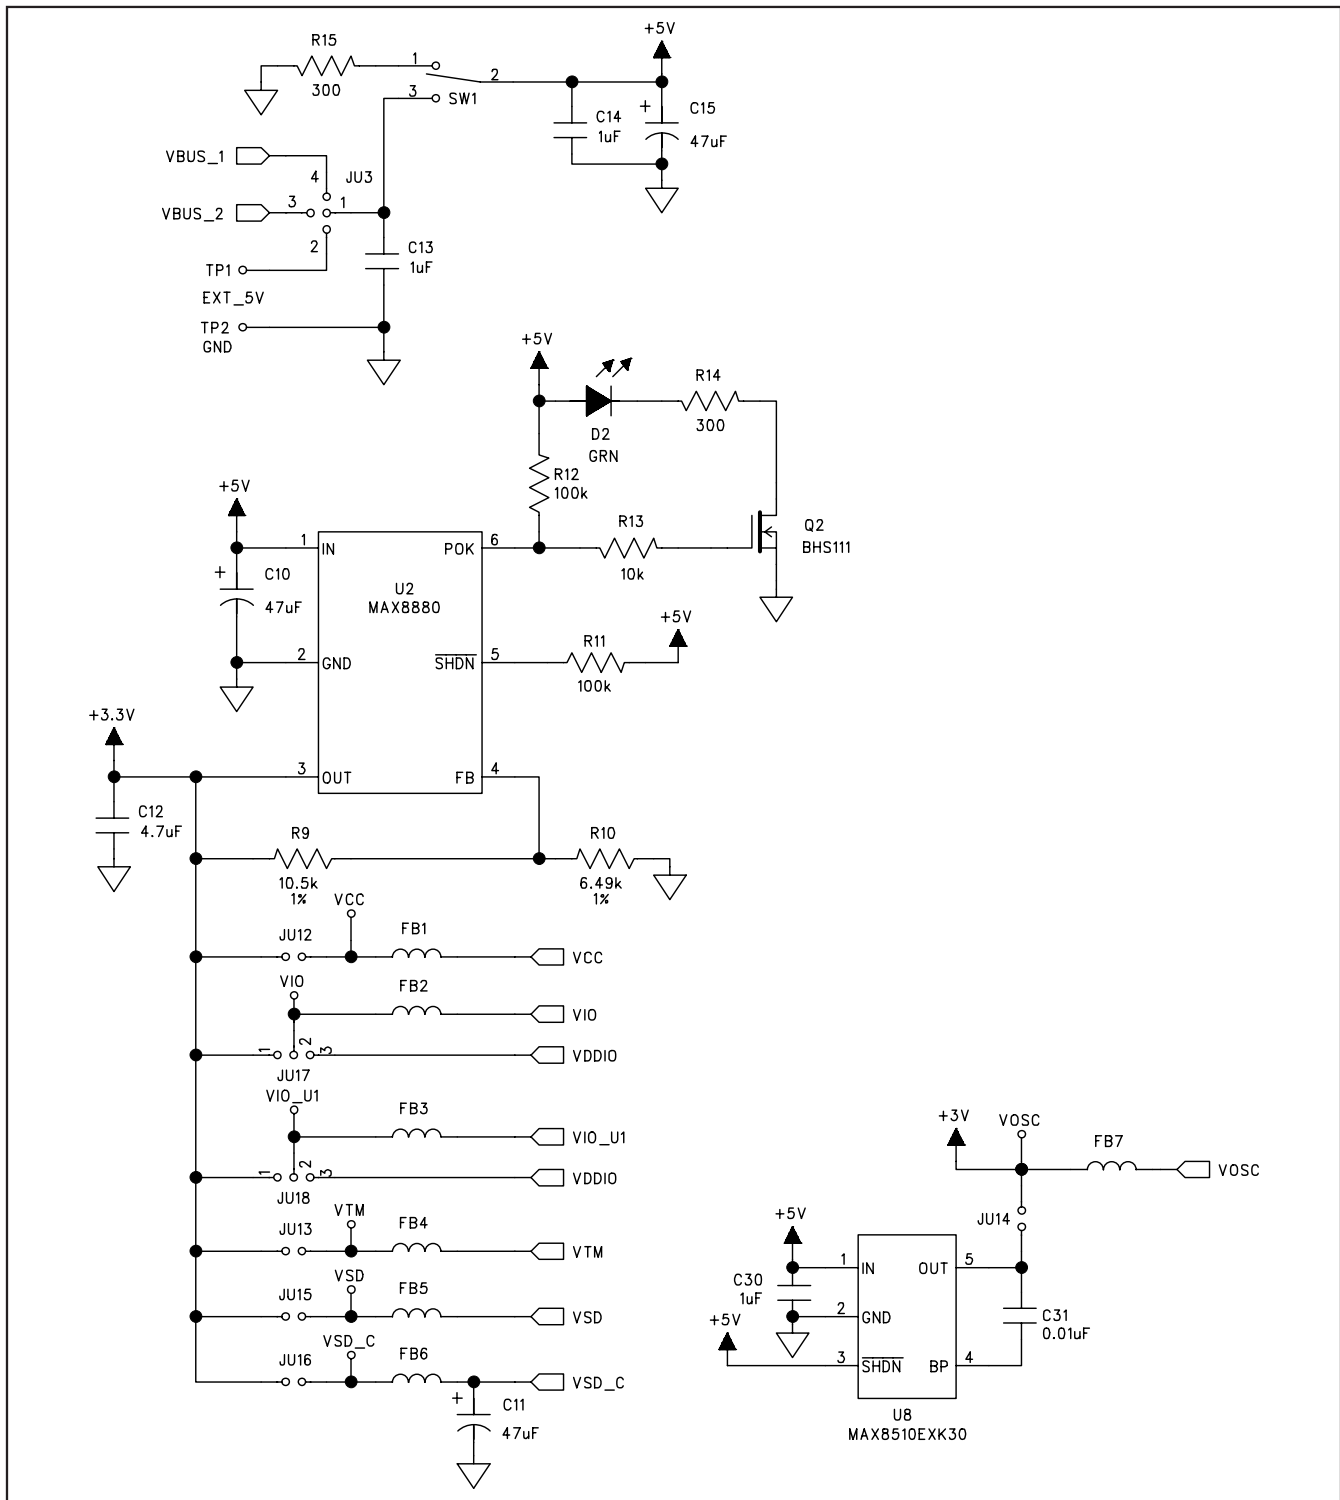 +5V
R15
300
1
2
3
SW1
C14
1uF
+
C15
47uF
VBUS_1
4
JU3
VBUS_2
3
1
2
TP1
EXT_5V
TP2
GND
C13
1uF
+5V
D2
GRN
R14
300
R12
100k
+5V
1
IN
POK
6
R13
10k
Q2
BHS111
+
C10
47uF
U2
MAX8880
+5V
2
GND
SHDN
5
R11
100k
+3.3V
3
OUT
FB
4
C12
4.7uF
R9
10.5k
1%
R10
6.49k
1%
VCC
JU12
FB1
VCC
VIO
FB2
VIO
1
2
3
VDDIO
JU17
VIO_U1
FB3
VIO_U1
1
2
3
VDDIO
JU18
VTM
JU13
FB4
VTM
VSD
JU15
FB5
VSD
VSD_C
JU16
FB6
VSD_C
+
C11
47uF
+3V
VOSC
FB7
VOSC
JU14
+5V
1
IN
OUT
5
C30
1uF
2
GND
C31
0.01uF
+5V
3
SHDN
BP
4
U8
MAX8510EXK30